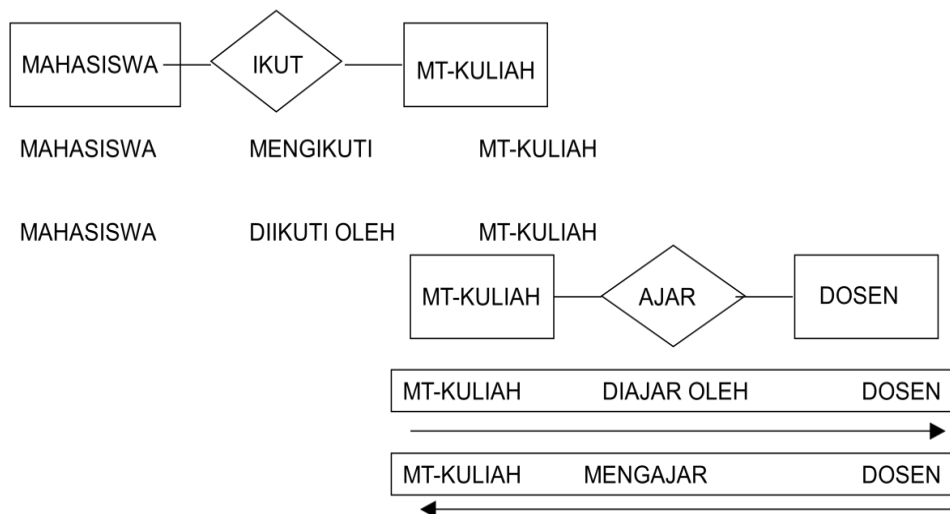 MAHASISWA IKUT MT-KULIAH
MAHASISWA MENGIKUTI MT-KULIAH
MAHASISWA DIIKUTI OLEH MT-KULIAH
MT-KULIAH AJAR DOSEN
MT-KULIAH DIAJAR OLEH DOSEN
MT-KULIAH MENGAJAR DOSEN